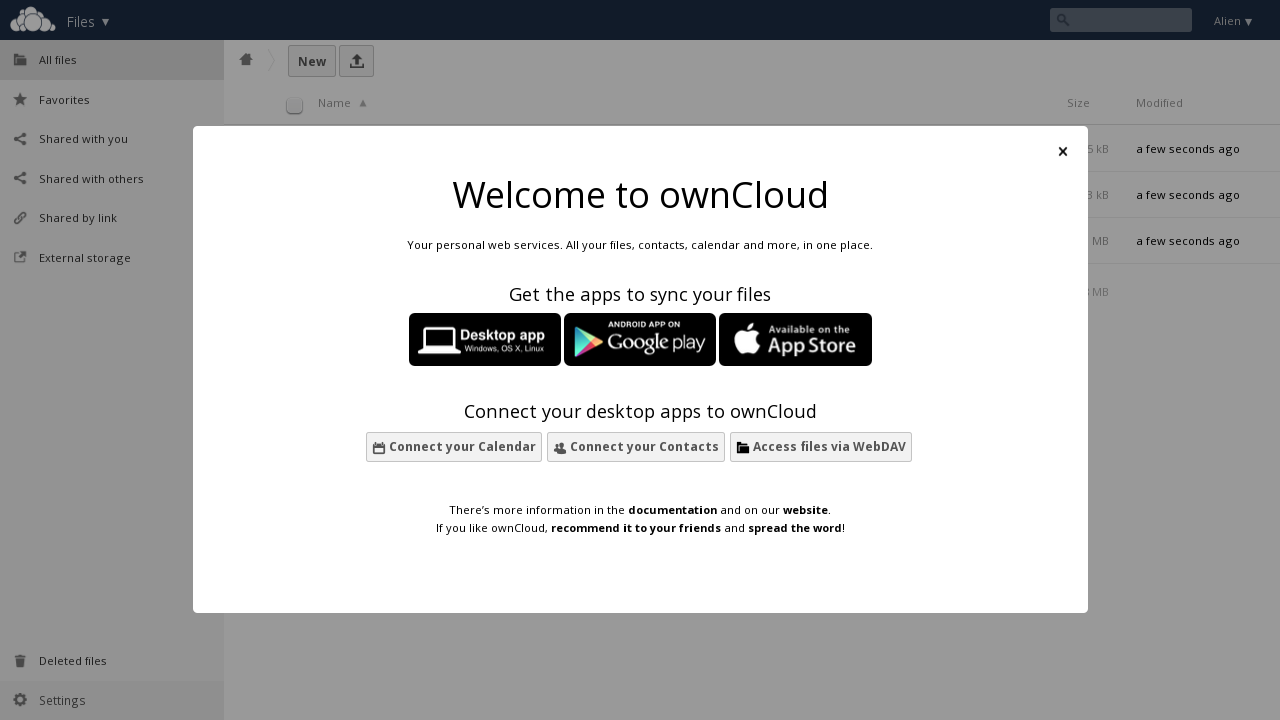 Files ▼
Alien ▼
All files
New
Favorites
Name ▲
Size
Modified
Shared with you
kB
a few seconds ago
Shared with others
kB
a few seconds ago
Shared by link
MB
a few seconds ago
External storage
MB
x
Welcome to ownCloud
Your personal web services. All your files, contacts, calendar and more, in one place.
Get the apps to sync your files
Desktop app
Windows, OS X, Linux
ANDROID APP ON
Google play
Available on the
App Store
Connect your desktop apps to ownCloud
Connect your Calendar
Connect your Contacts
Access files via WebDAV
There's more information in the documentation and on our website.
If you like ownCloud, recommend it to your friends and spread the word!
Deleted files
Settings